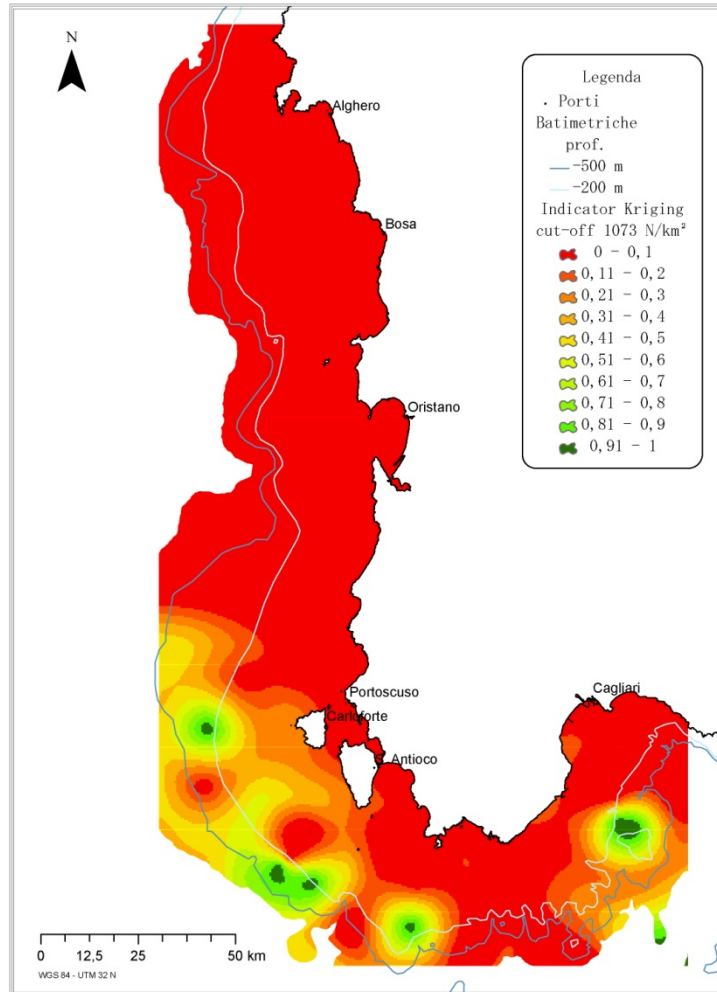 N
Alghero
Bosa
Oristano
Portoscuso
Carloforte
Antioco
Cagliari
Legenda
. Porti
Batimetriche
prof.
-500 m
-200 m
Indicator Kriging
cut-off 1073 N/km²
0 - 0,1
0,11 - 0,2
0,21 - 0,3
0,31 - 0,4
0,41 - 0,5
0,51 - 0,6
0,61 - 0,7
0,71 - 0,8
0,81 - 0,9
0,91 - 1
0 12,5 25 50 km
WGS 84 - UTM 32 N